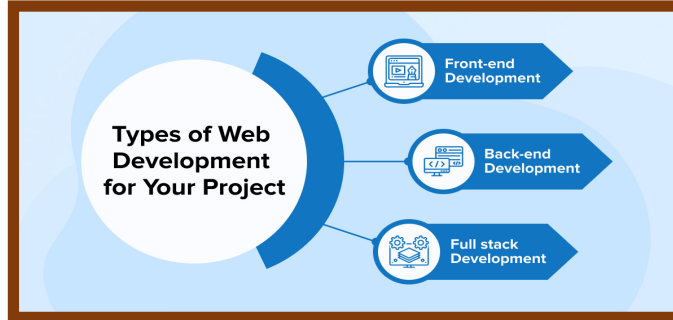 Types of Web
Development
for Your Project
Front-end
Development
Back-end
Development
Full stack
Development